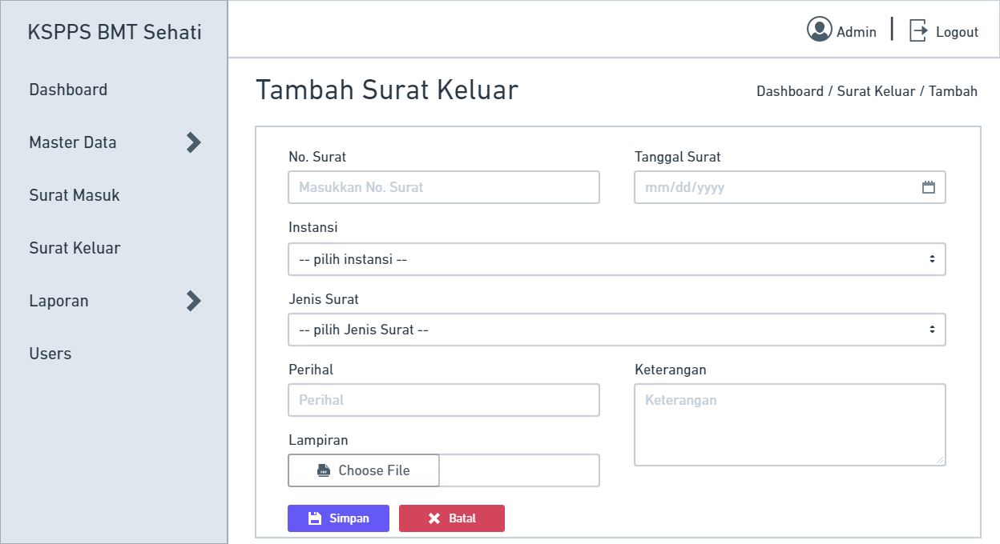 KSPPS BMT Sehati
Admin
Logout
Dashboard
Master Data
Surat Masuk
Surat Keluar
Laporan
Users
Tambah Surat Keluar
Dashboard / Surat Keluar / Tambah
No. Surat
Masukkan No. Surat
Tanggal Surat
mm/dd/yyyy
Instansi
-- pilih instansi --
Jenis Surat
-- pilih Jenis Surat --
Perihal
Perihal
Keterangan
Keterangan
Lampiran
Choose File
Simpan
Batal